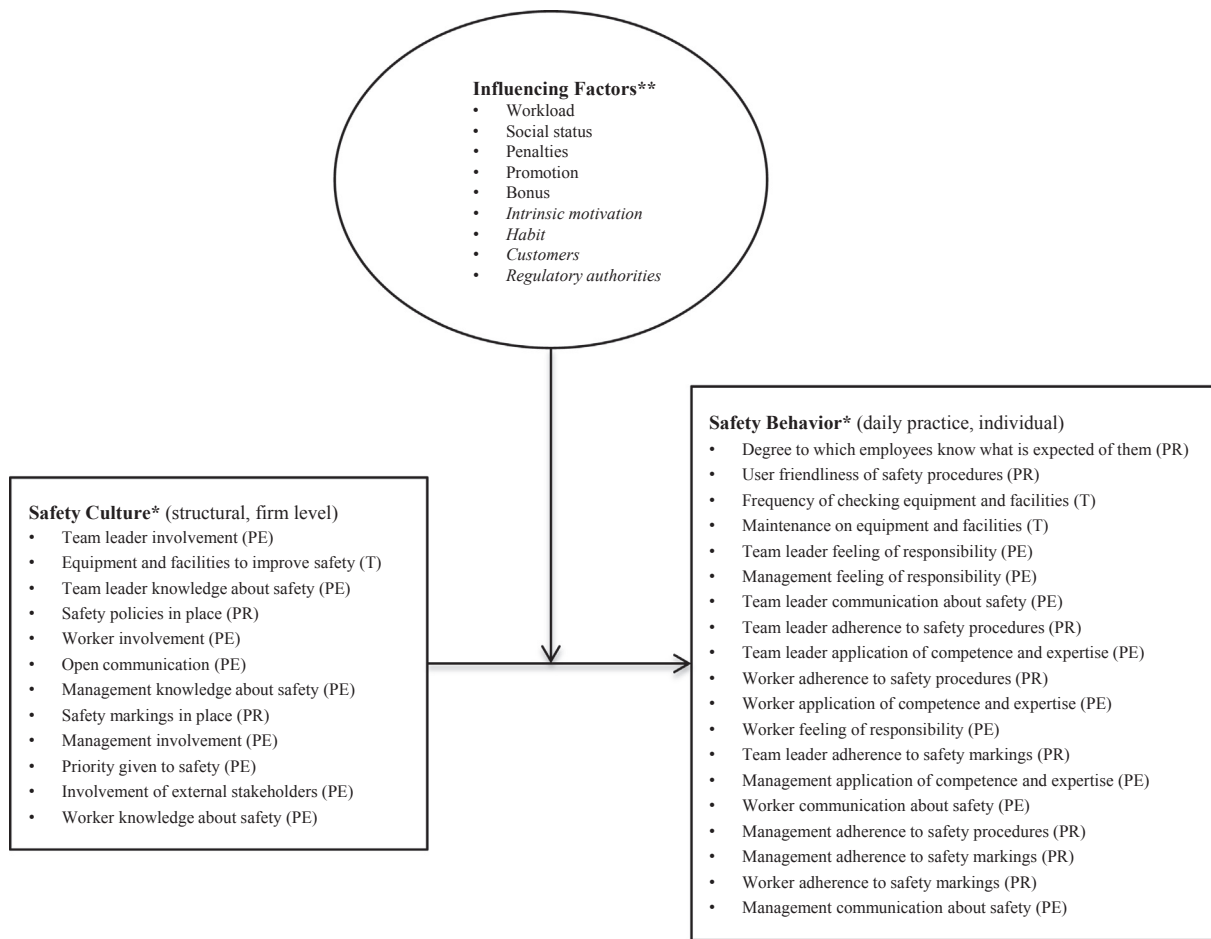 Influencing Factors**
• Workload
• Social status
• Penalties
• Promotion
• Bonus
• Intrinsic motivation
• Habit
• Customers
• Regulatory authorities
Safety Culture* (structural, firm level)
• Team leader involvement (PE)
• Equipment and facilities to improve safety (T)
• Team leader knowledge about safety (PE)
• Safety policies in place (PR)
• Worker involvement (PE)
• Open communication (PE)
• Management knowledge about safety (PE)
• Safety markings in place (PR)
• Management involvement (PE)
• Priority given to safety (PE)
• Involvement of external stakeholders (PE)
• Worker knowledge about safety (PE)
Safety Behavior* (daily practice, individual)
• Degree to which employees know what is expected of them (PR)
• User friendliness of safety procedures (PR)
• Frequency of checking equipment and facilities (T)
• Maintenance on equipment and facilities (T)
• Team leader feeling of responsibility (PE)
• Management feeling of responsibility (PE)
• Team leader communication about safety (PE)
• Team leader adherence to safety procedures (PR)
• Team leader application of competence and expertise (PE)
• Worker adherence to safety procedures (PR)
• Worker application of competence and expertise (PE)
• Worker feeling of responsibility (PE)
• Team leader adherence to safety markings (PR)
• Management application of competence and expertise (PE)
• Worker communication about safety (PE)
• Management adherence to safety procedures (PR)
• Management adherence to safety markings (PR)
• Worker adherence to safety markings (PR)
• Management communication about safety (PE)